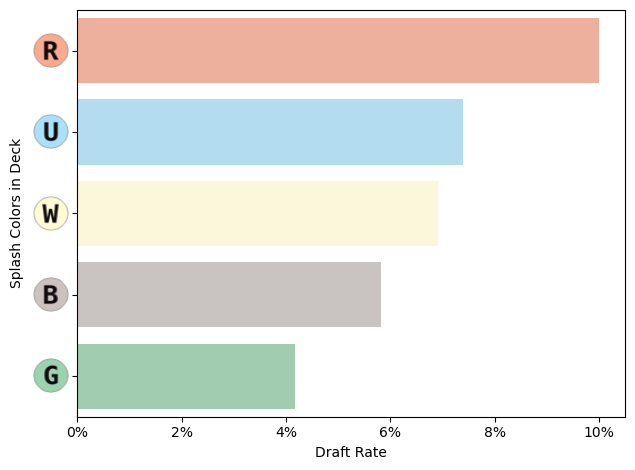 Splash Colors in Deck
R
U
W
B
G
0% 2% 4% 6% 8% 10%
Draft Rate